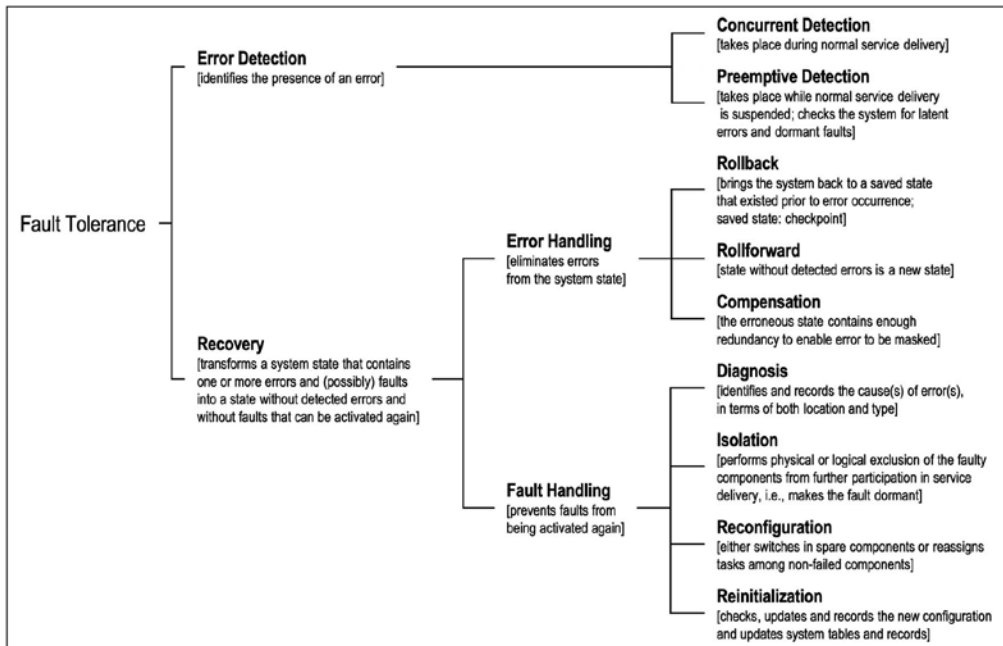 Fault Tolerance
Error Detection
[identifies the presence of an error]
Concurrent Detection
[takes place during normal service delivery]
Preemptive Detection
[takes place while normal service delivery
is suspended; checks the system for latent
errors and dormant faults]
Recovery
[transforms a system state that contains
one or more errors and (possibly) faults
into a state without detected errors and
without faults that can be activated again]
Error Handling
[eliminates errors
from the system state]
Rollback
[brings the system back to a saved state
that existed prior to error occurrence;
saved state: checkpoint]
Rollforward
[state without detected errors is a new state]
Compensation
[the erroneous state contains enough
redundancy to enable error to be masked]
Fault Handling
[prevents faults from
being activated again]
Diagnosis
[identifies and records the cause(s) of error(s),
in terms of both location and type]
Isolation
[performs physical or logical exclusion of the faulty
components from further participation in service
delivery, i.e., makes the fault dormant]
Reconfiguration
[either switches in spare components or reassigns
tasks among non-failed components]
Reinitialization
[checks, updates and records the new configuration
and updates system tables and records]